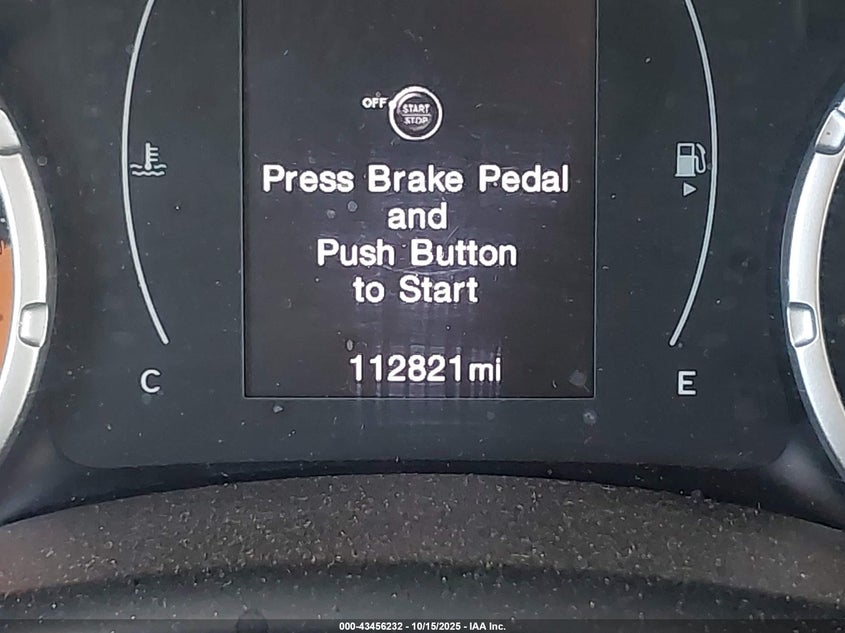 OFF
START
STOP
Press Brake Pedal
and
Push Button
to Start
112821mi
C
E
000-43456232 - 10/15/2025 - IAA Inc.